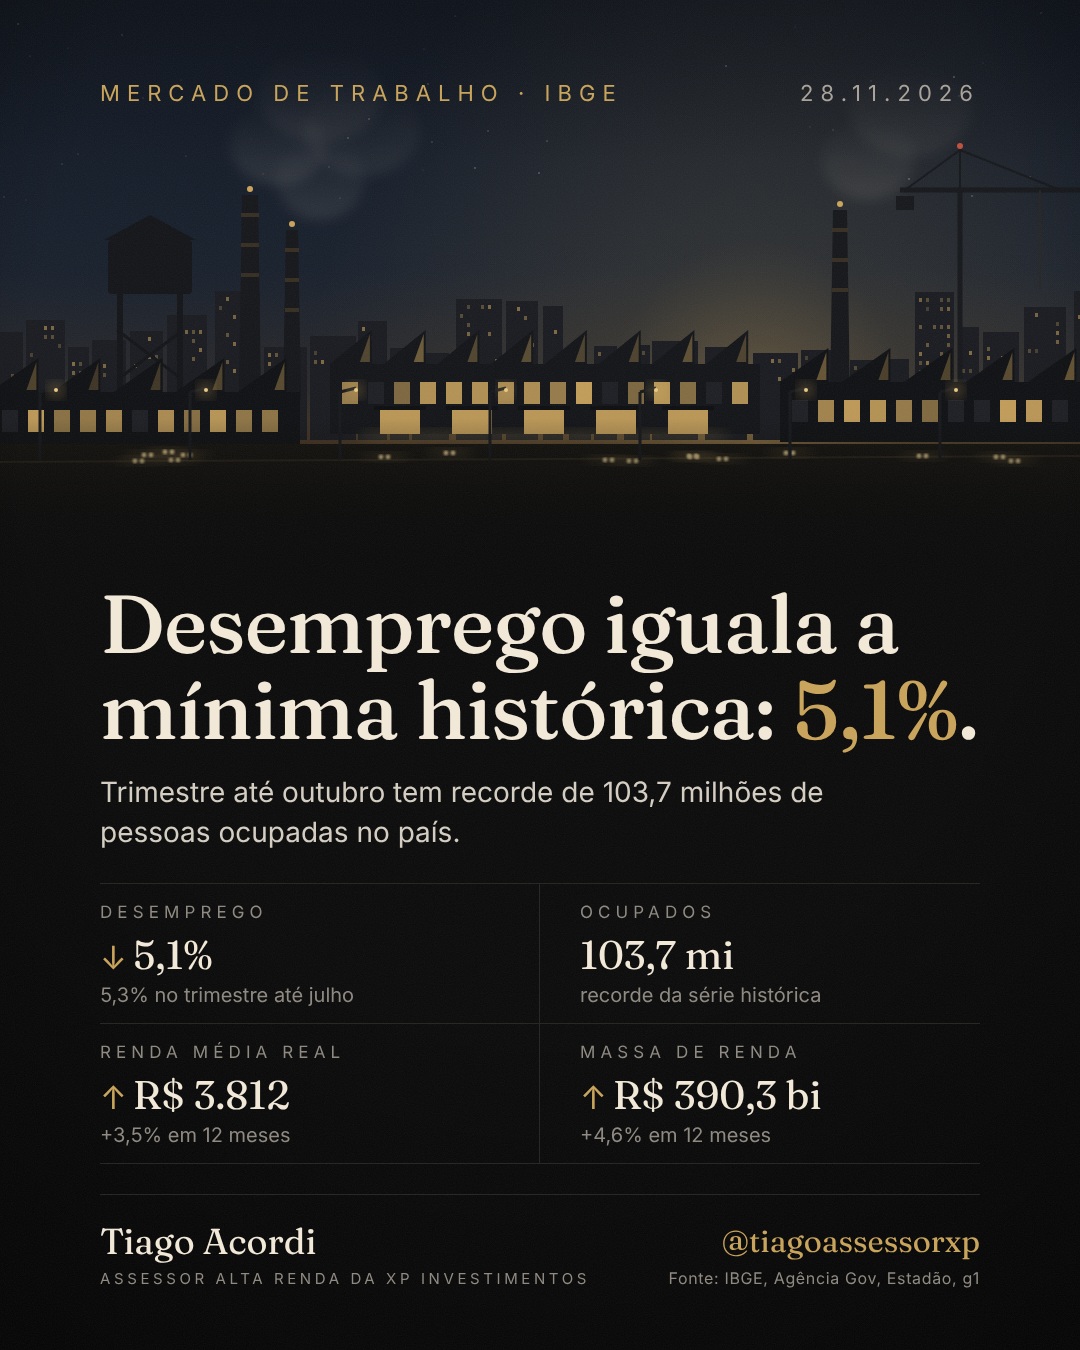 MERCADO DE TRABALHO · IBGE
28.11.2026
Desemprego iguala a
mínima histórica: 5,1%.
Trimestre até outubro tem recorde de 103,7 milhões de
pessoas ocupadas no país.
DESEMPREGO
↓ 5,1%
5,3% no trimestre até julho
OCUPADOS
103,7 mi
recorde da série histórica
RENDA MÉDIA REAL
↑ R$ 3.812
+3,5% em 12 meses
MASSA DE RENDA
↑ R$ 390,3 bi
+4,6% em 12 meses
Tiago Acordi
ASSESSOR ALTA RENDA DA XP INVESTIMENTOS
@tiagoassessorxp
Fonte: IBGE, Agência Gov, Estadão, g1